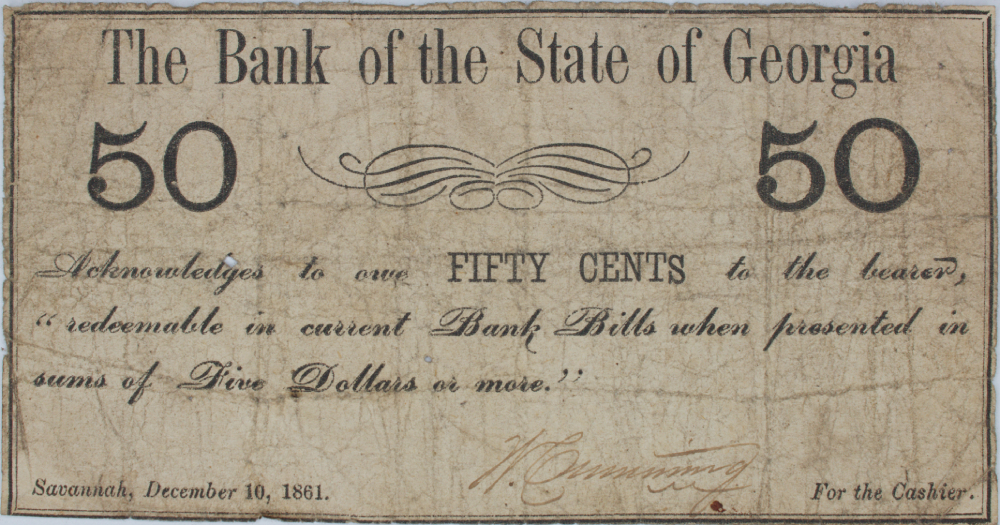 The Bank of the State of Georgia
50 50
Acknowledges to owe FIFTY CENTS to the bearer,
"redeemable in current Bank Bills when presented in
sums of Five Dollars or more."
W. Cumming
Savannah, December 10, 1861. For the Cashier.